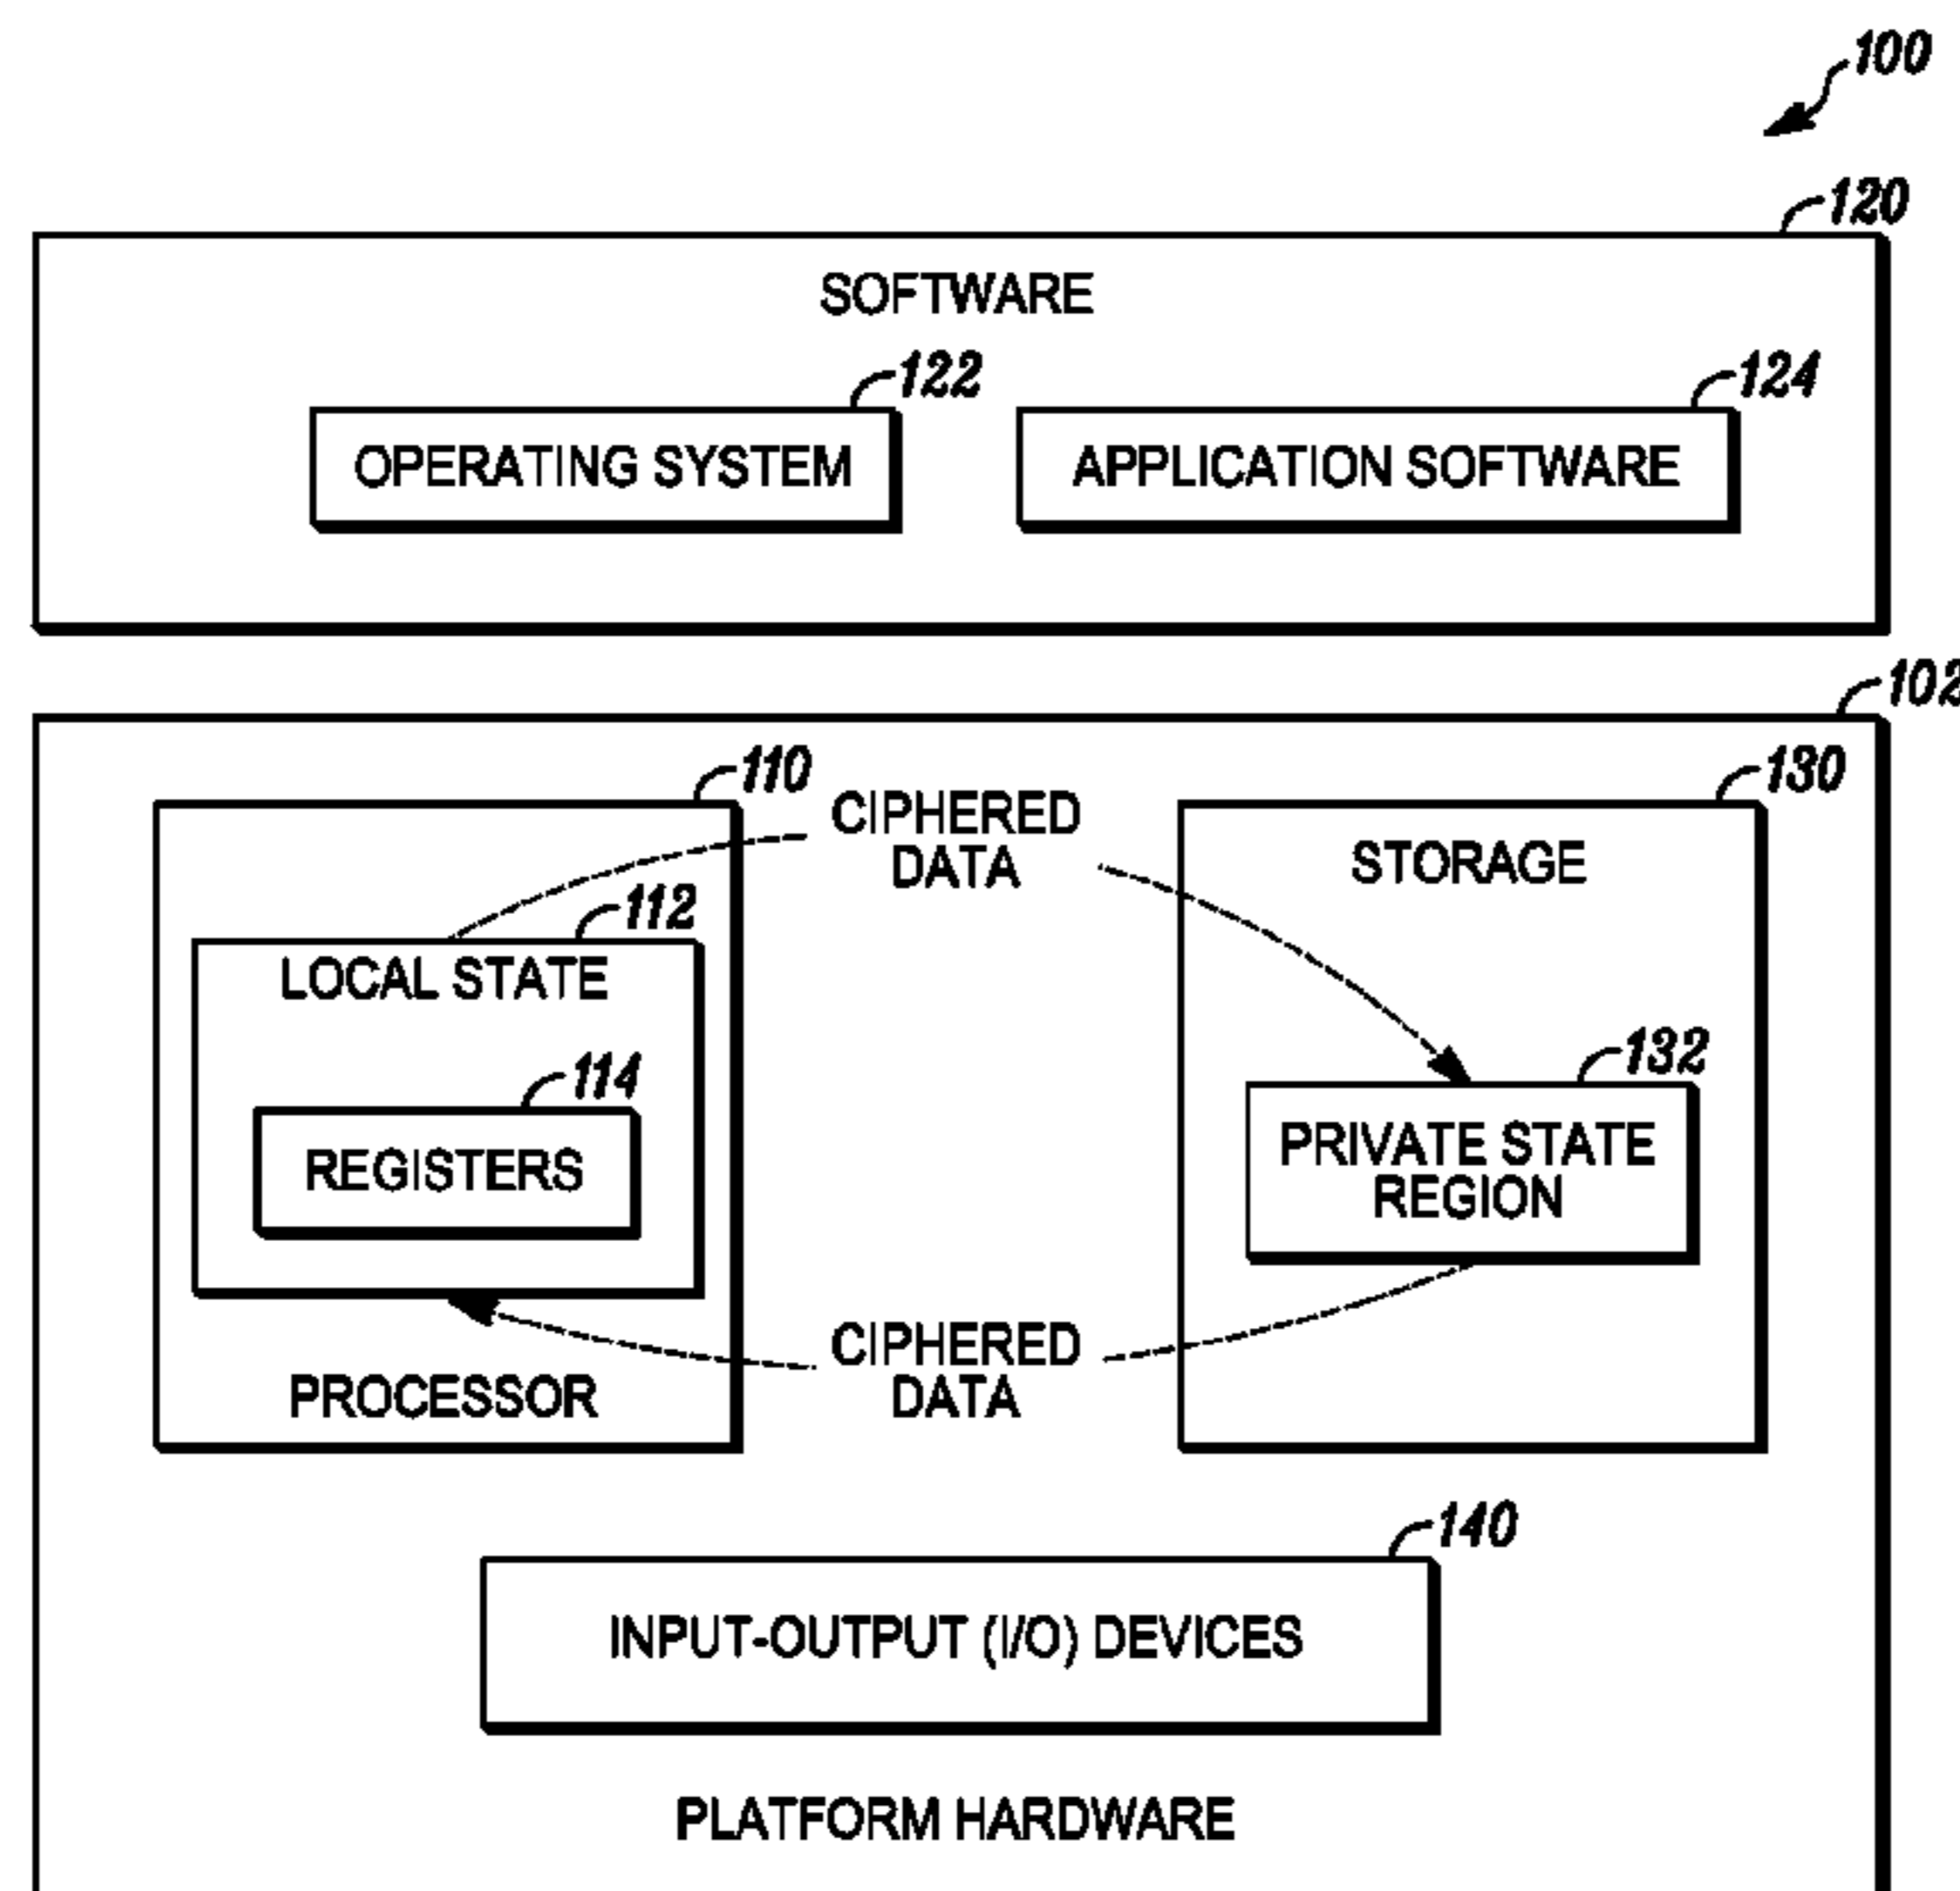 100
120
SOFTWARE
122
124
OPERATING SYSTEM
APPLICATION SOFTWARE
102
110
130
CIPHERED
DATA
STORAGE
112
LOCAL STATE
114
132
REGISTERS
PRIVATE STATE
REGION
CIPHERED
DATA
PROCESSOR
140
INPUT-OUTPUT (I/O) DEVICES
PLATFORM HARDWARE